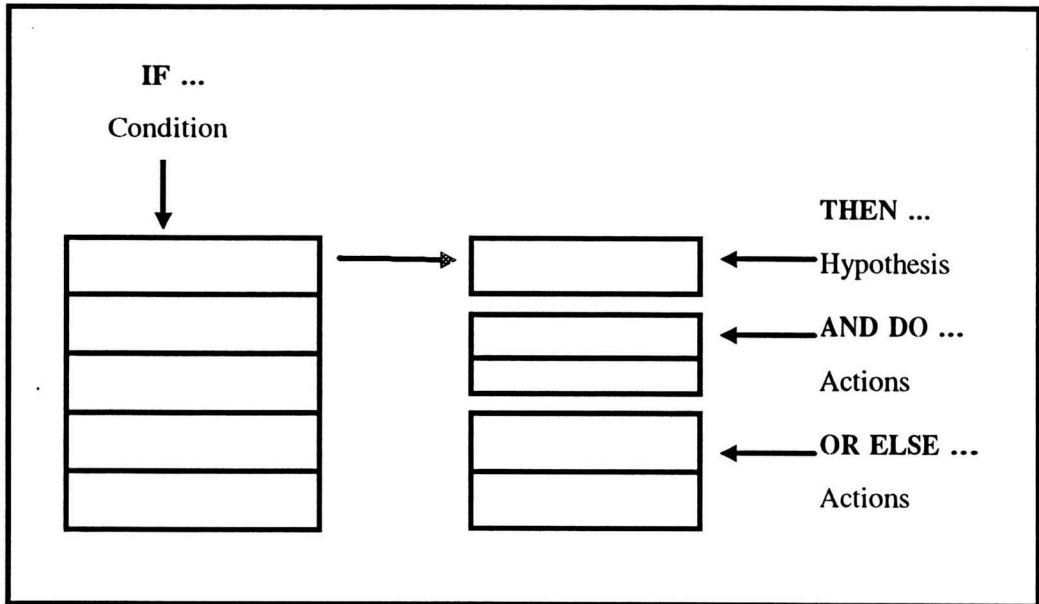 IF ...
Condition
THEN ...
Hypothesis
AND DO ...
Actions
OR ELSE ...
Actions